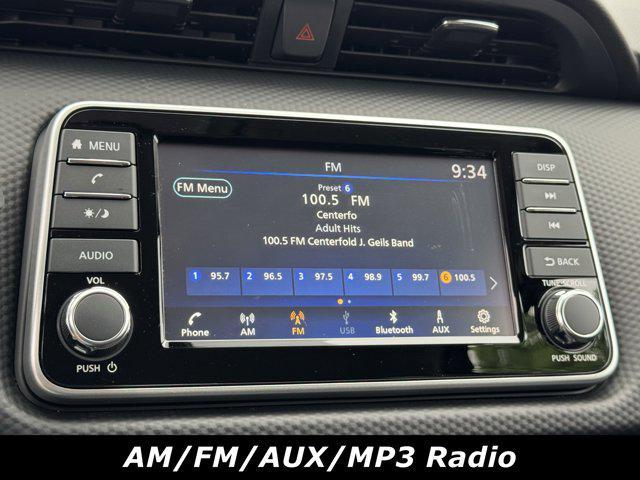 MENU
AUDIO
VOL
PUSH
FM
9:34
FM Menu
Preset 6
100.5 FM
Centerfo
Adult Hits
100.5 FM Centerfold J. Geils Band
1 95.7 2 96.5 3 97.5 4 98.9 5 99.7 6 100.5
Phone AM FM USB Bluetooth AUX Settings
DISP
BACK
TUNE·SCROLL
PUSH SOUND
AM/FM/AUX/MP3 Radio